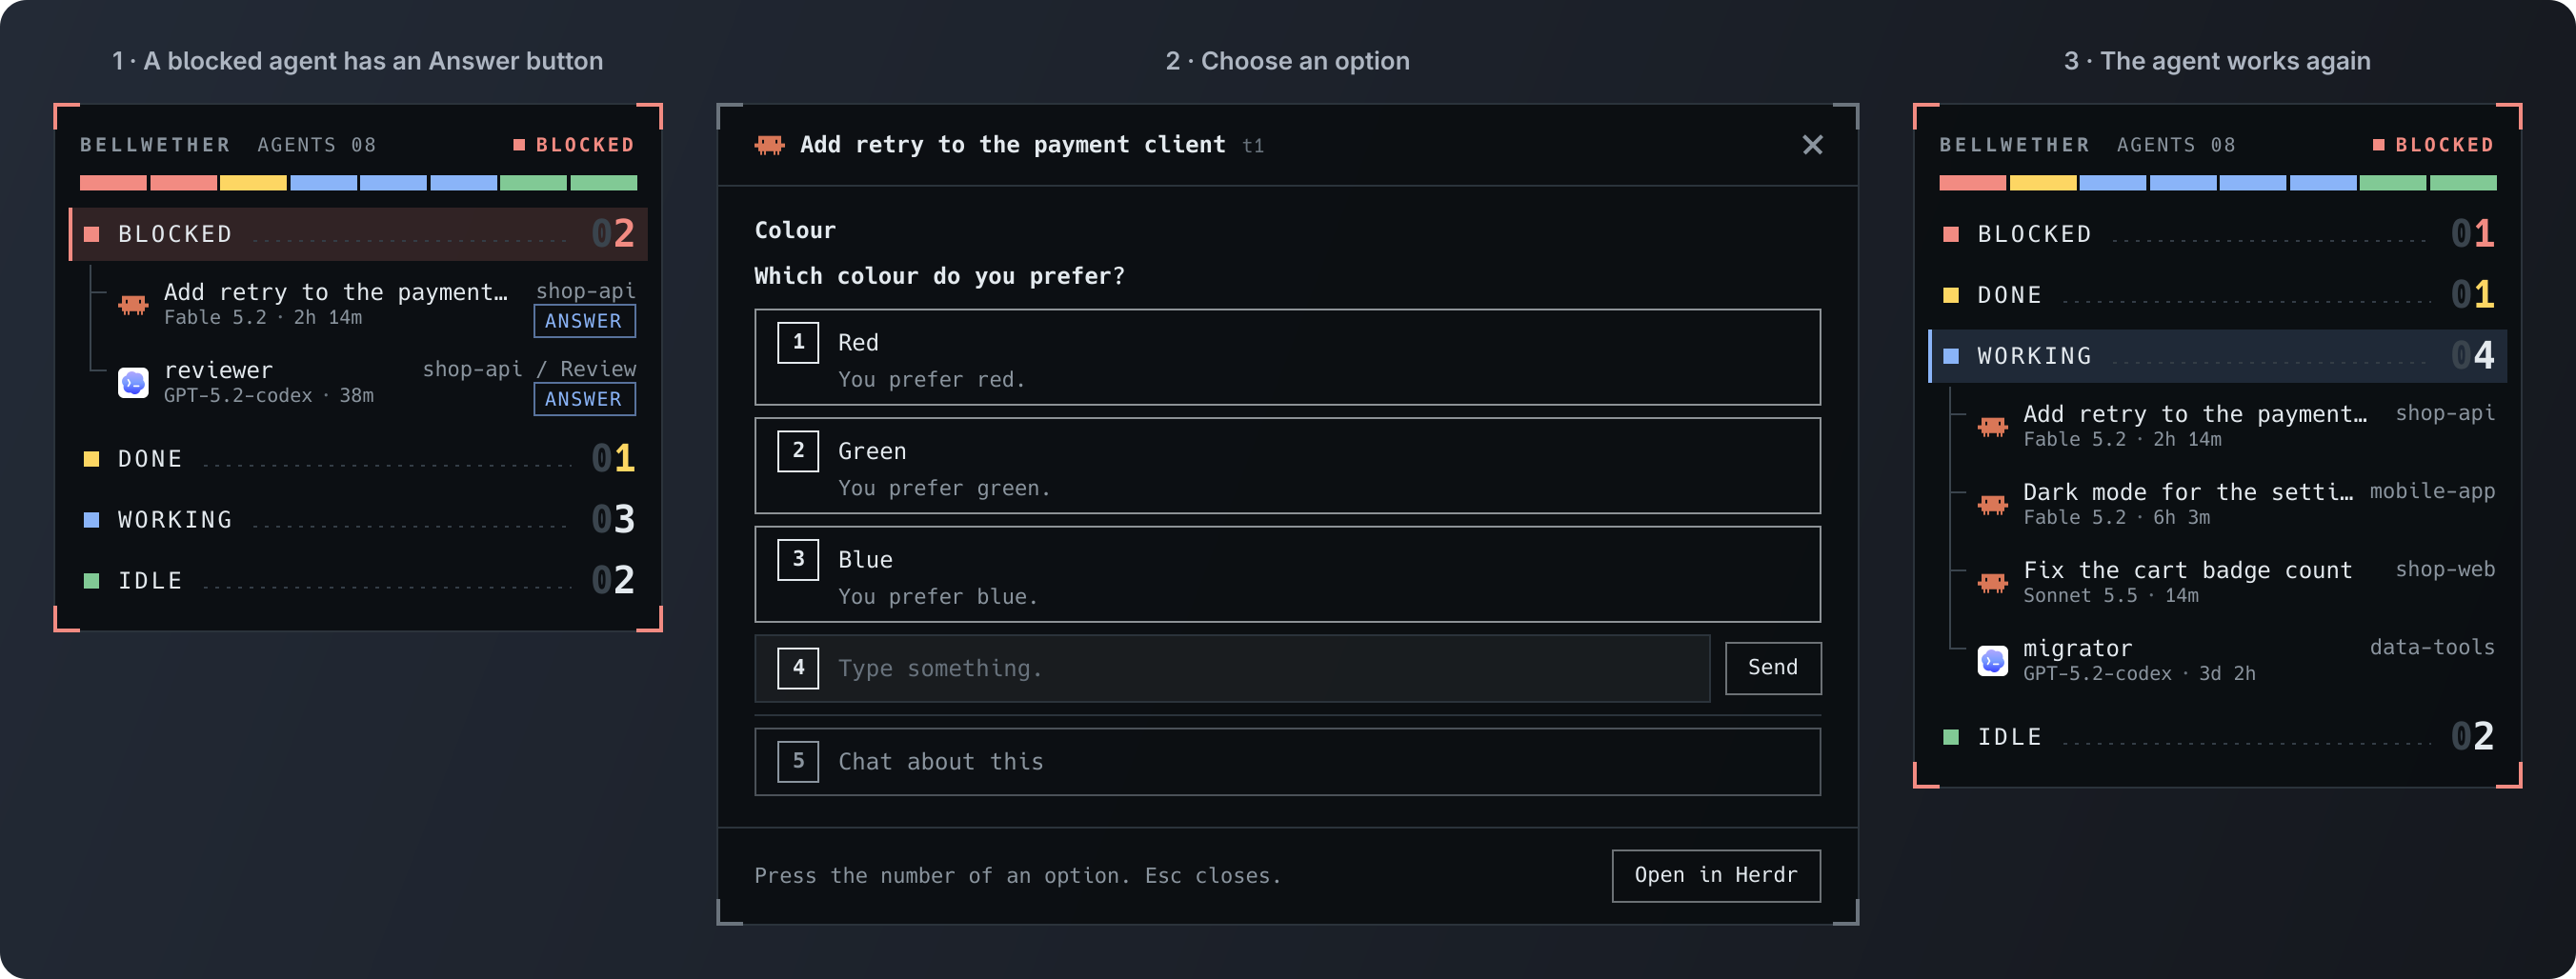 1 · A blocked agent has an Answer button
BELLWETHER AGENTS 08 BLOCKED
BLOCKED 02
Add retry to the payment… shop-api
Fable 5.2 · 2h 14m ANSWER
reviewer shop-api / Review
GPT-5.2-codex · 38m ANSWER
DONE 01
WORKING 03
IDLE 02
2 · Choose an option
Add retry to the payment client t1
Colour
Which colour do you prefer?
1 Red
You prefer red.
2 Green
You prefer green.
3 Blue
You prefer blue.
4 Type something. Send
5 Chat about this
Press the number of an option. Esc closes. Open in Herdr
3 · The agent works again
BELLWETHER AGENTS 08 BLOCKED
BLOCKED 01
DONE 01
WORKING 04
Add retry to the payment… shop-api
Fable 5.2 · 2h 14m
Dark mode for the setti… mobile-app
Fable 5.2 · 6h 3m
Fix the cart badge count shop-web
Sonnet 5.5 · 14m
migrator data-tools
GPT-5.2-codex · 3d 2h
IDLE 02